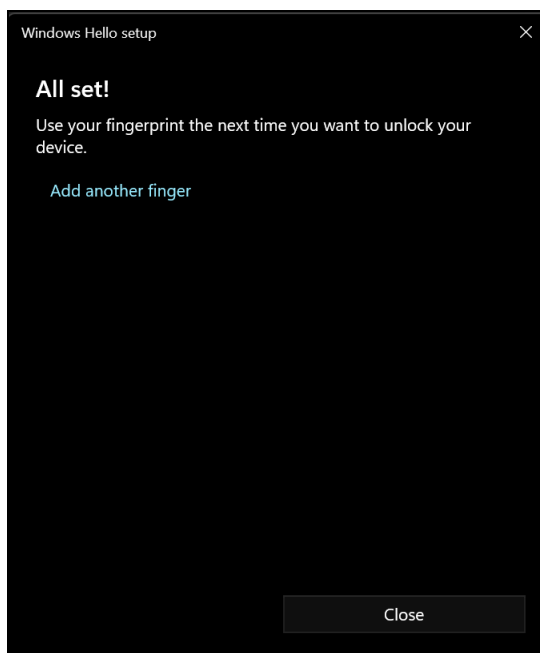 Windows Hello setup
All set!
Use your fingerprint the next time you want to unlock your
device.
Add another finger
Close